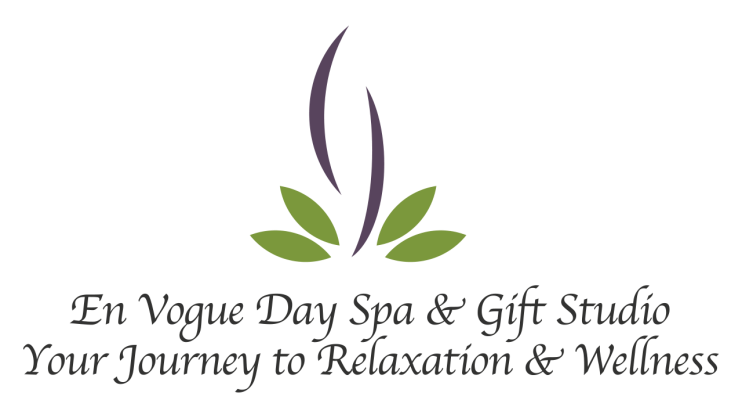 En Vogue Day Spa & Gift Studio
Your Journey to Relaxation & Wellness